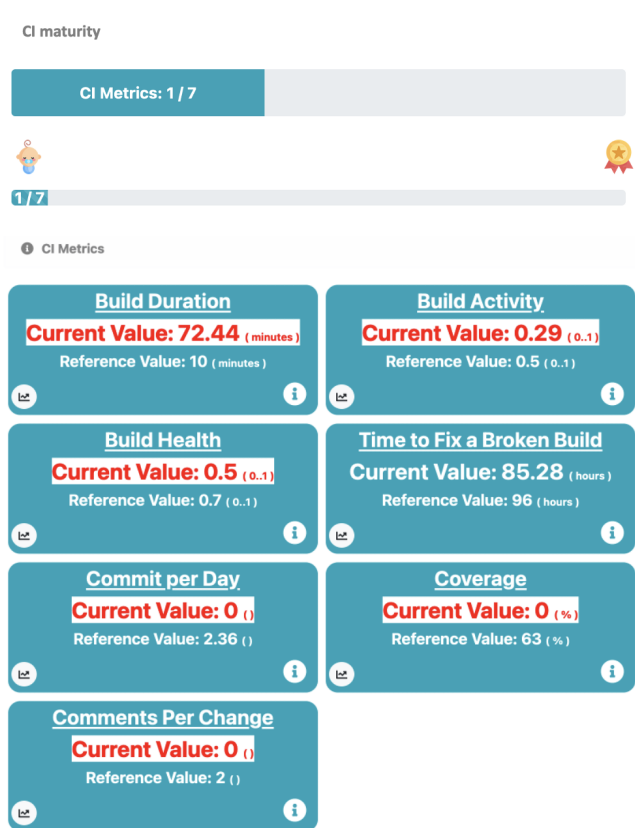 CI maturity
CI Metrics: 1 / 7
1 / 7
CI Metrics
Build Duration
Current Value: 72.44 ( minutes )
Reference Value: 10 ( minutes )
Build Activity
Current Value: 0.29 ( 0..1 )
Reference Value: 0.5 ( 0..1 )
Build Health
Current Value: 0.5 ( 0..1 )
Reference Value: 0.7 ( 0..1 )
Time to Fix a Broken Build
Current Value: 85.28 ( hours )
Reference Value: 96 ( hours )
Commit per Day
Current Value: 0 ()
Reference Value: 2.36 ()
Coverage
Current Value: 0 ( % )
Reference Value: 63 ( % )
Comments Per Change
Current Value: 0 ()
Reference Value: 2 ()